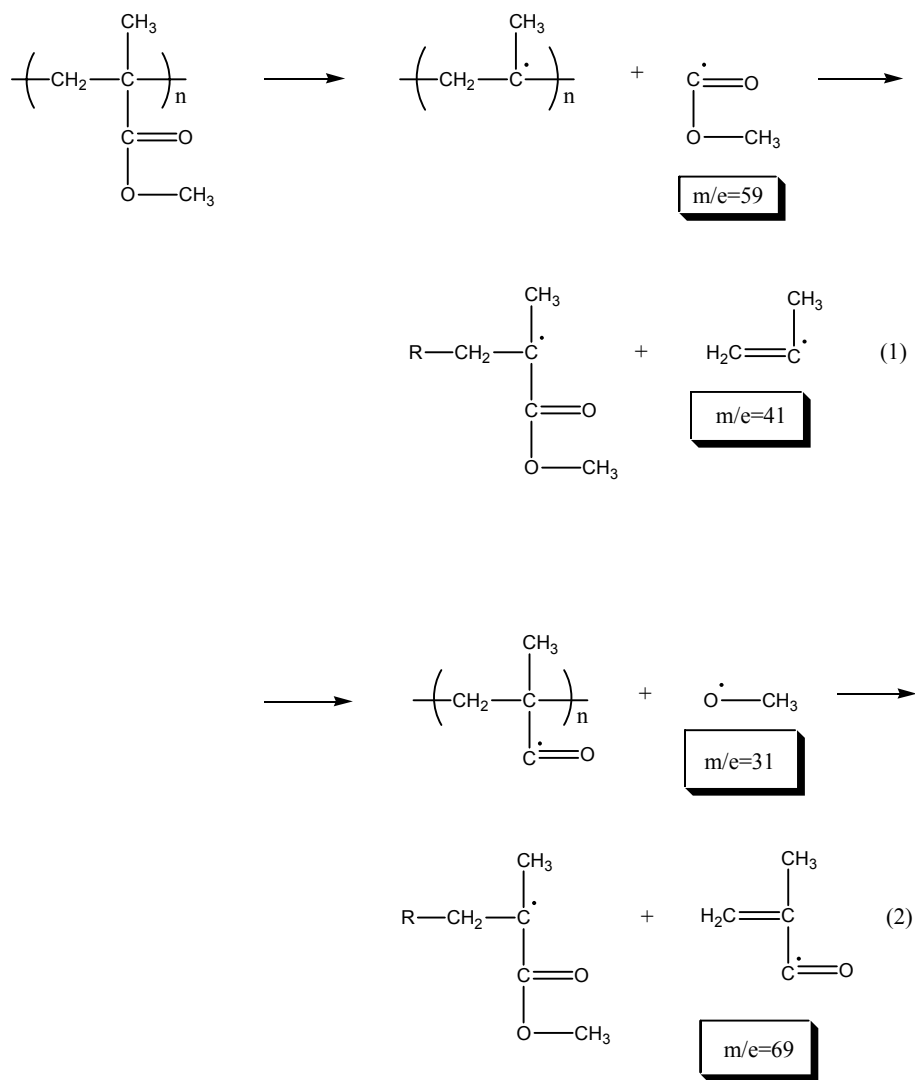 CH₃ CH₃
( CH₂ C )n ( CH₂ C• )n + C• O
C O O CH₃
O CH₃
m/e=59
CH₃ CH₃
R CH₂ C• + H₂C C• (1)
C O
m/e=41
O CH₃
CH₃
( CH₂ C )n + O• CH₃
C• O
m/e=31
CH₃ CH₃
R CH₂ C• + H₂C C (2)
C O C• O
O CH₃
m/e=69